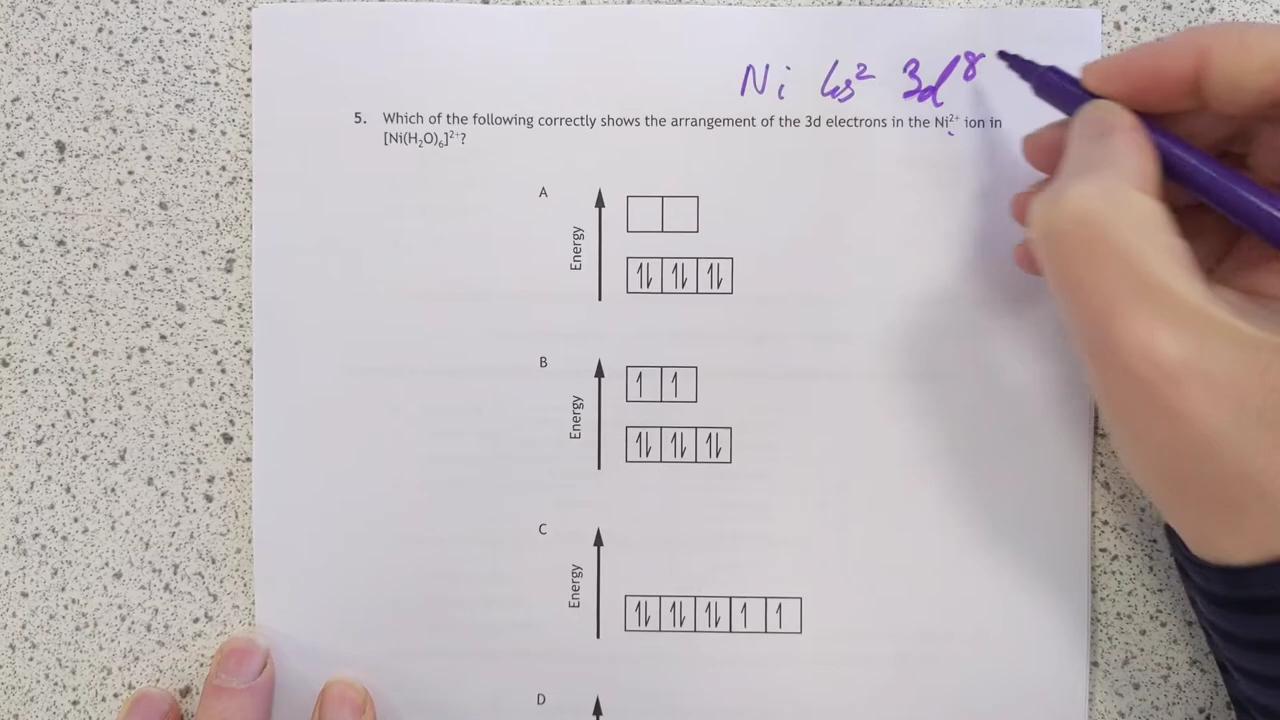 Ni 4s² 3d⁸
5. Which of the following correctly shows the arrangement of the 3d electrons in the Ni²⁺ ion in
[Ni(H₂O)₆]²⁺?
A
Energy
B
Energy
C
Energy
D